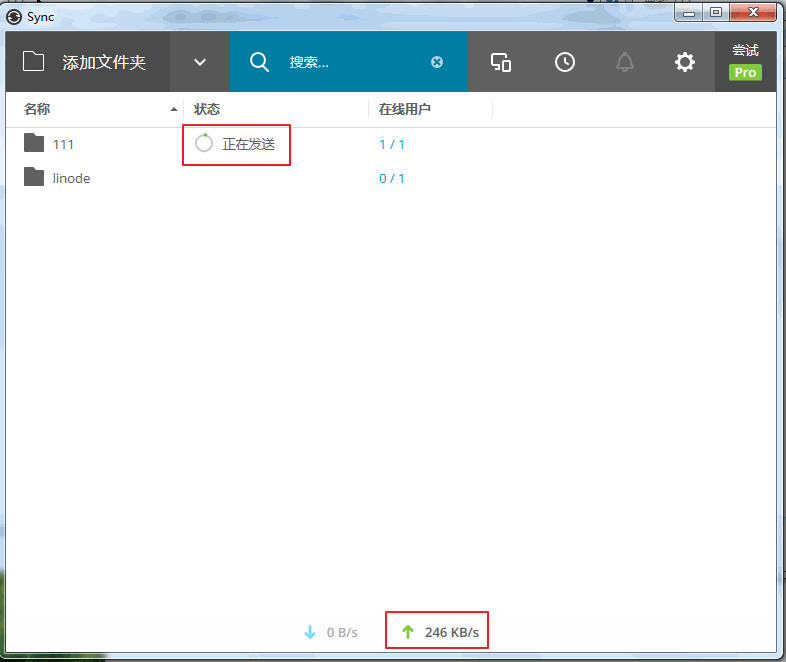 Sync
添加文件夹
搜索...
尝试
Pro
名称 状态 在线用户
111 正在发送 1 / 1
linode 0 / 1
0 B/s 246 KB/s